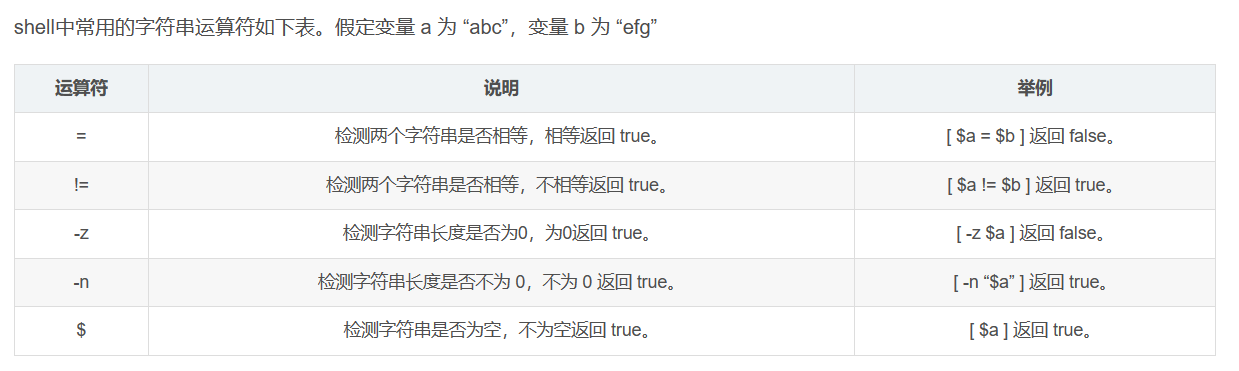 shell中常用的字符串运算符如下表。假定变量 a 为 “abc”，变量 b 为 “efg”
运算符 说明 举例
= 检测两个字符串是否相等，相等返回 true。 [ $a = $b ] 返回 false。
!= 检测两个字符串是否相等，不相等返回 true。 [ $a != $b ] 返回 true。
-z 检测字符串长度是否为0，为0返回 true。 [ -z $a ] 返回 false。
-n 检测字符串长度是否不为 0，不为 0 返回 true。 [ -n “$a” ] 返回 true。
$ 检测字符串是否为空，不为空返回 true。 [ $a ] 返回 true。